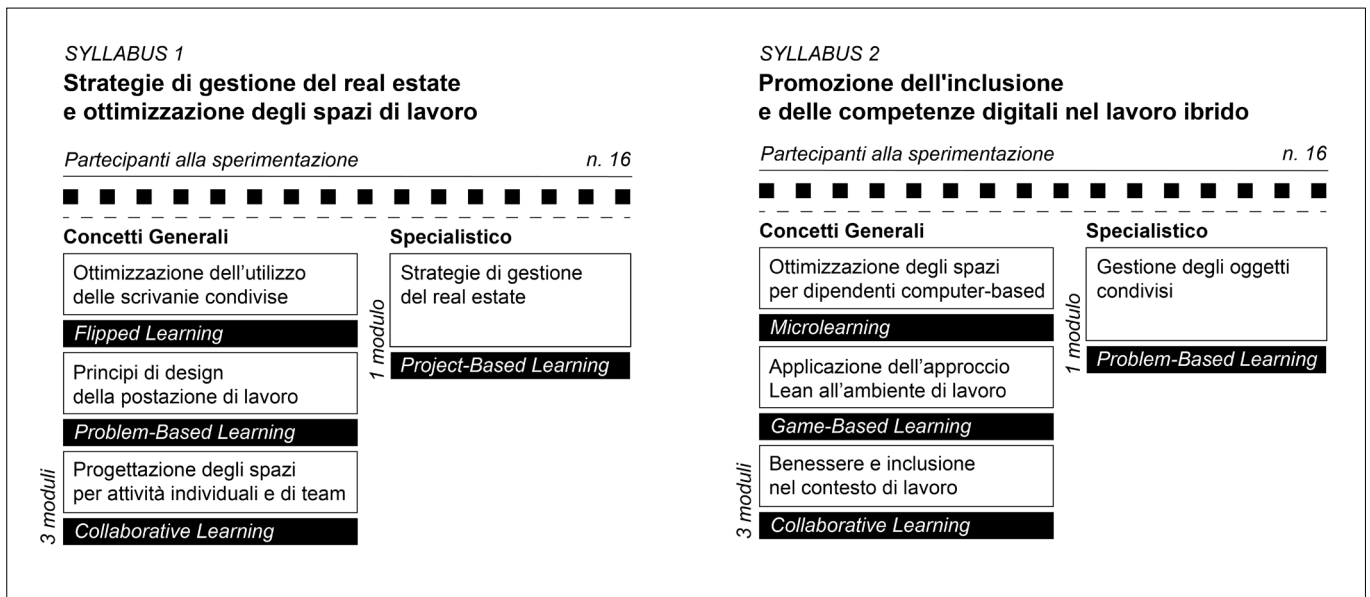 SYLLABUS 1
Strategie di gestione del real estate
e ottimizzazione degli spazi di lavoro
Partecipanti alla sperimentazione n. 16
Concetti Generali
Ottimizzazione dell’utilizzo
delle scrivanie condivise
Flipped Learning
Principi di design
della postazione di lavoro
Problem-Based Learning
Progettazione degli spazi
per attività individuali e di team
Collaborative Learning
3 moduli
Specialistico
Strategie di gestione
del real estate
Project-Based Learning
1 modulo
SYLLABUS 2
Promozione dell'inclusione
e delle competenze digitali nel lavoro ibrido
Partecipanti alla sperimentazione n. 16
Concetti Generali
Ottimizzazione degli spazi
per dipendenti computer-based
Microlearning
Applicazione dell’approccio
Lean all’ambiente di lavoro
Game-Based Learning
Benessere e inclusione
nel contesto di lavoro
Collaborative Learning
3 moduli
Specialistico
Gestione degli oggetti
condivisi
Problem-Based Learning
1 modulo